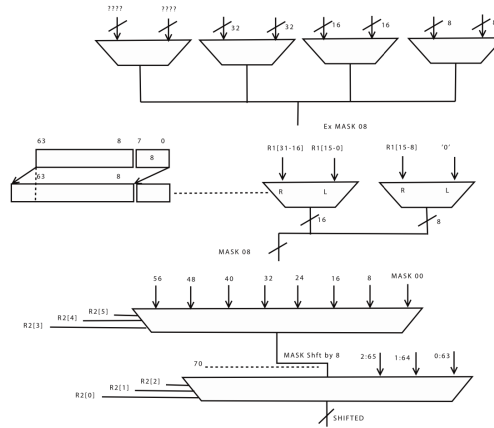 ???? ????
32 32 16 16 8
Ex MASK 08
63 8 7 0
8
63 8
R1[31-16] R1[15-0] R1[15-8] '0'
R L R L
16 8
MASK 08
56 48 40 32 24 16 8 MASK 00
R2[5]
R2[4]
R2[3]
MASK Shft by 8
70 2:65 1:64 0:63
R2[2]
R2[1]
R2[0]
SHIFTED